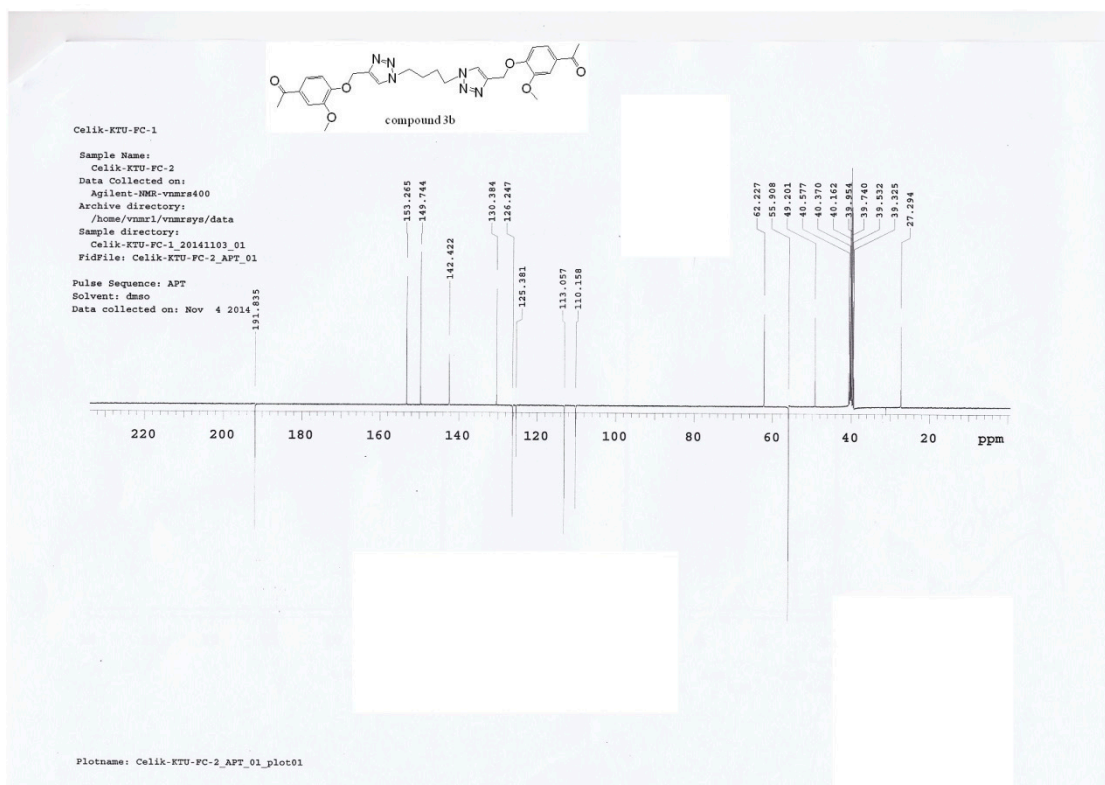 N=N
N
O
O
O
N
N=N
O
O
O
compound 3b
Celik-KTU-FC-1
Sample Name:
Celik-KTU-FC-2
Data Collected on:
Agilent-NMR-vnmrs400
Archive directory:
/home/vnmr1/vnmrsys/data
Sample directory:
Celik-KTU-FC-1_20141103_01
FidFile: Celik-KTU-FC-2_APT_01
Pulse Sequence: APT
Solvent: dmso
Data collected on: Nov 4 2014
191.835
153.265
149.744
142.422
130.384
126.247
125.381
113.057
110.158
62.227
55.908
49.201
40.577
40.370
40.162
39.954
39.740
39.532
39.325
27.294
220 200 180 160 140 120 100 80 60 40 20 ppm
Plotname: Celik-KTU-FC-2_APT_01_plot01